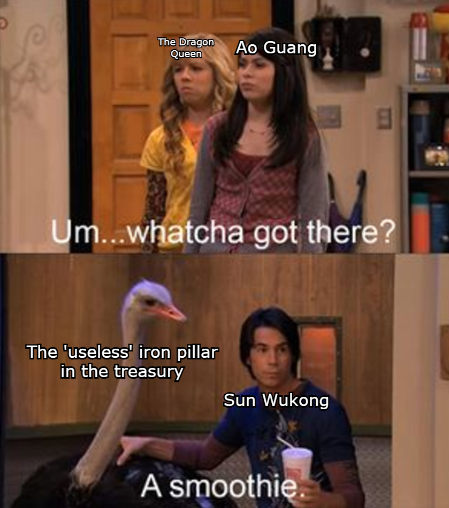 The Dragon
Queen
Ao Guang
Um...whatcha got there?
The 'useless' iron pillar
in the treasury
Sun Wukong
A smoothie.